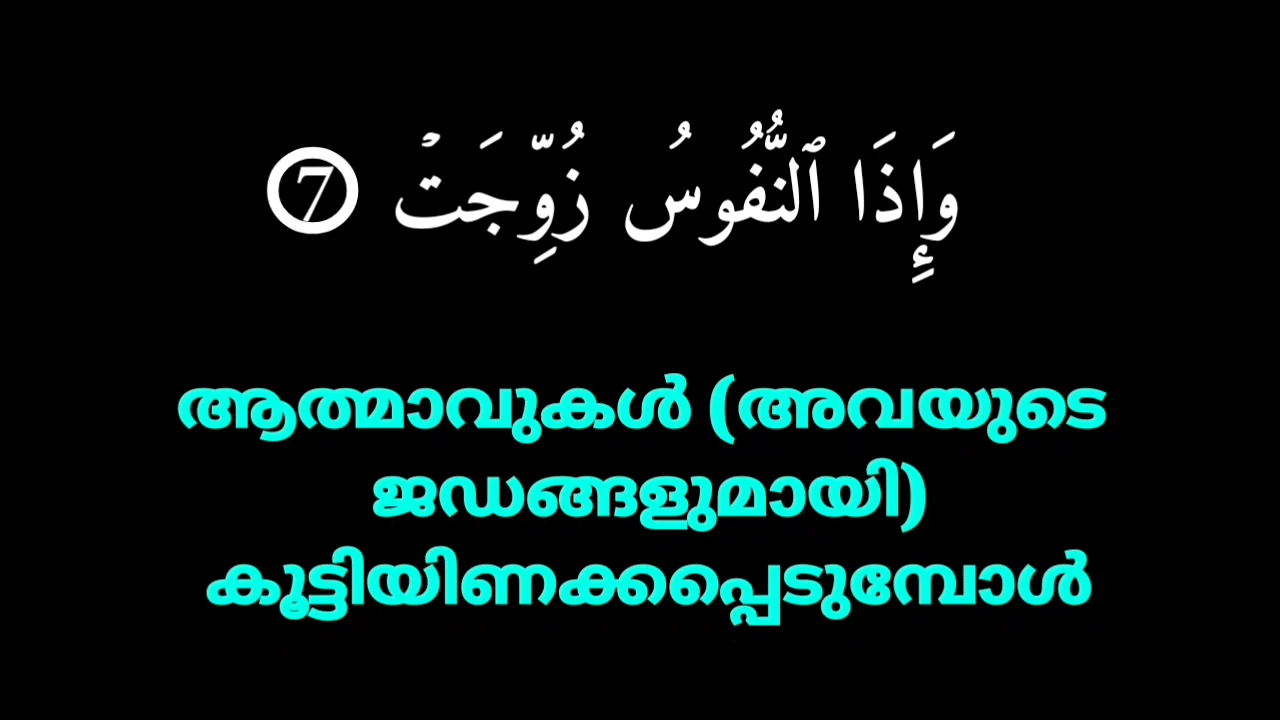 وَإِذَا ٱلنُّفُوسُ زُوِّجَتْ 7
ആത്മാവുകൾ (അവയുടെ
ജഡങ്ങളുമായി)
കൂട്ടിയിണക്കപ്പെടുമ്പോൾ